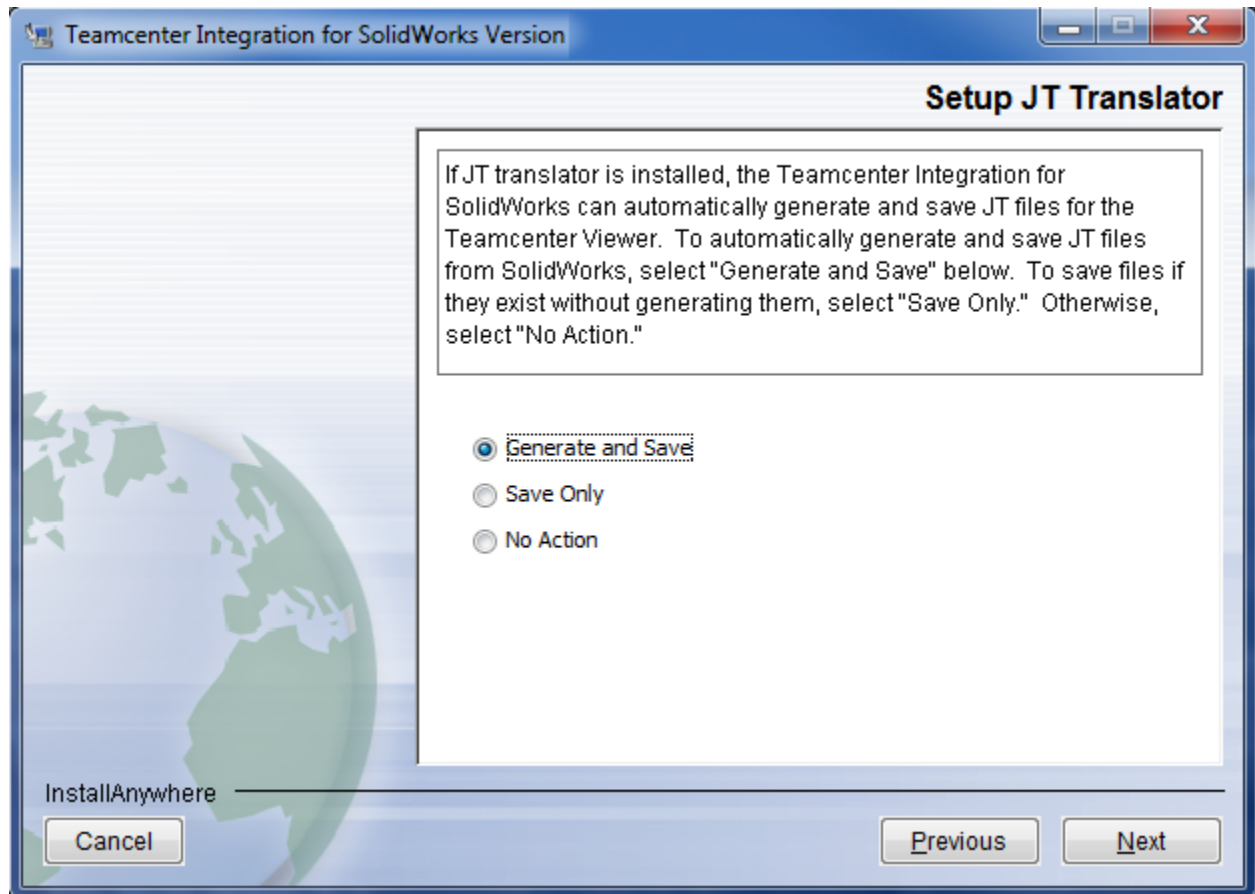 Teamcenter Integration for SolidWorks Version
Setup JT Translator
If JT translator is installed, the Teamcenter Integration for
SolidWorks can automatically generate and save JT files for the
Teamcenter Viewer.  To automatically generate and save JT files
from SolidWorks, select "Generate and Save" below.  To save files if
they exist without generating them, select "Save Only."  Otherwise,
select "No Action."
Generate and Save
Save Only
No Action
InstallAnywhere
Cancel
Previous
Next